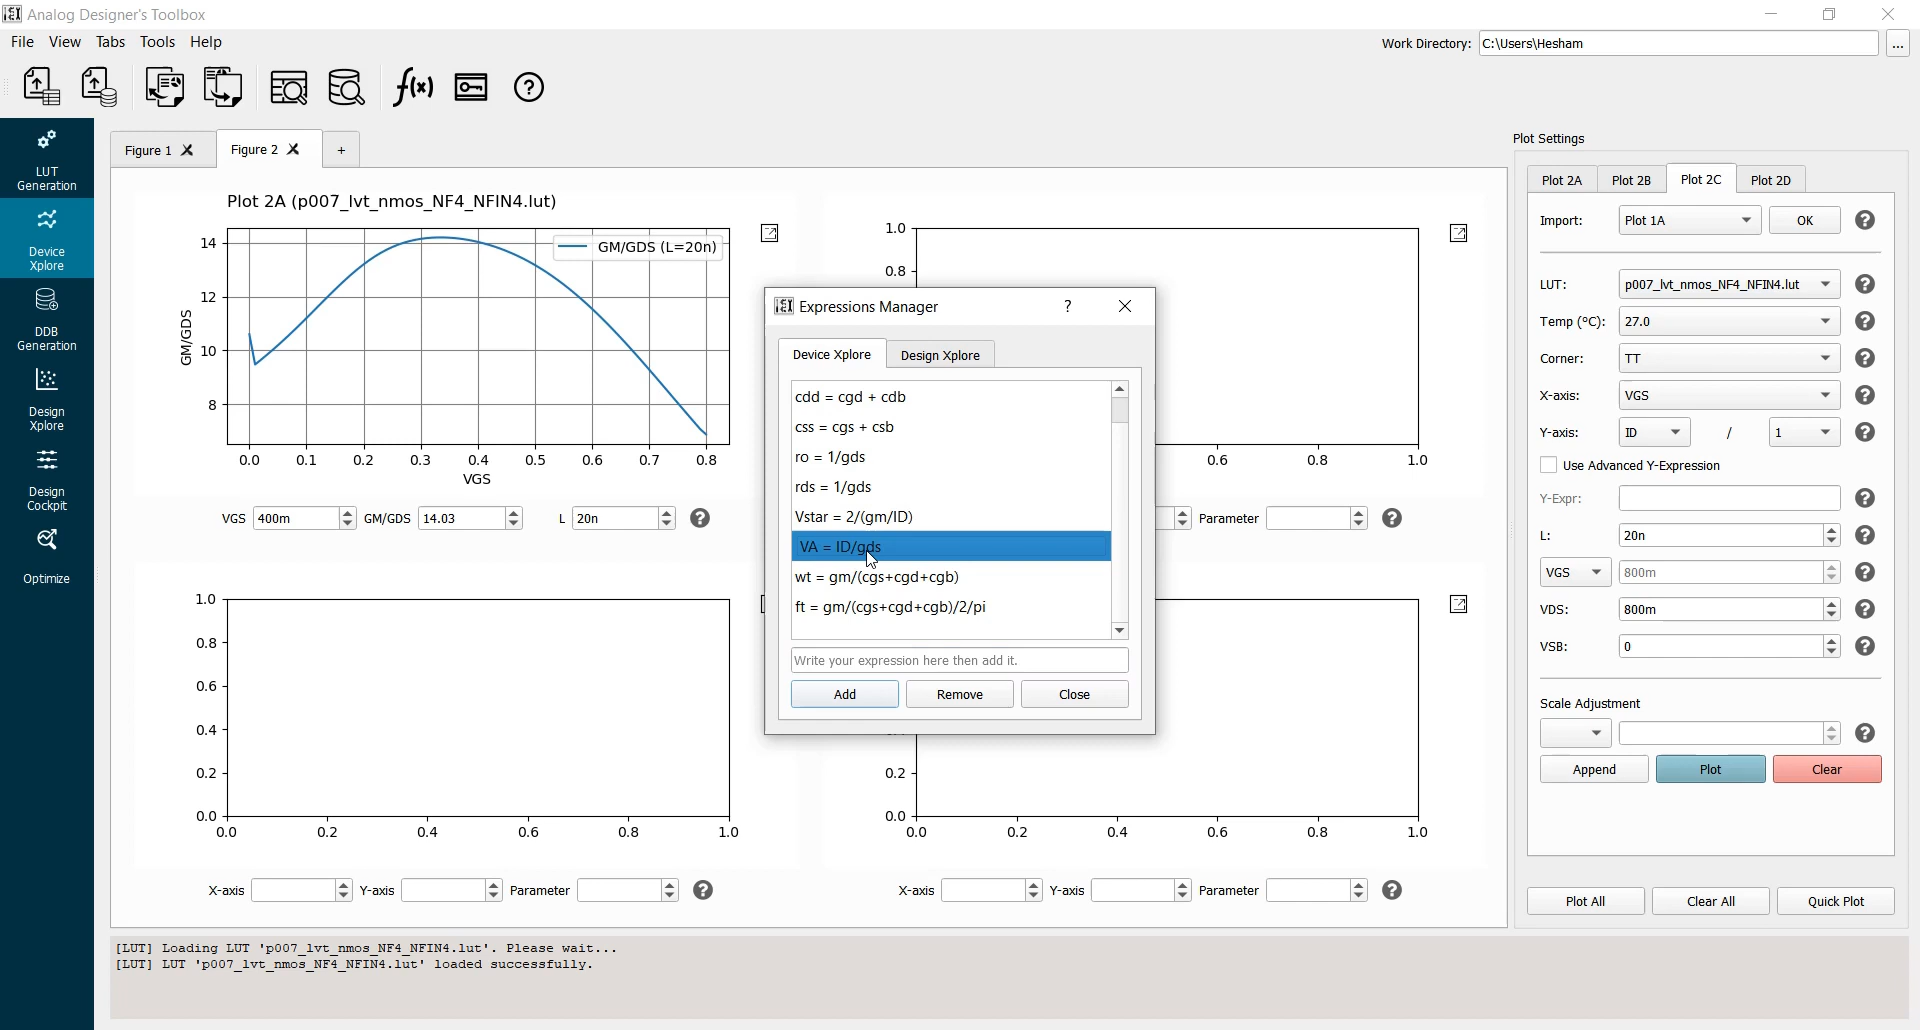 Analog Designer's Toolbox
File View Tabs Tools Help
Work Directory: C:\Users\Hesham ...
f(x)
LUT
Generation
Device
Xplore
DDB
Generation
Design
Xplore
Design
Cockpit
Optimize
Figure 1 Figure 2 +
Plot 2A (p007_lvt_nmos_NF4_NFIN4.lut)
GM/GDS (L=20n)
GM/GDS
14
12
10
8
0.0 0.1 0.2 0.3 0.4 0.5 0.6 0.7 0.8
VGS
VGS 400m GM/GDS 14.03 L 20n
1.0
0.8
0.6 0.8 1.0
Parameter
Expressions Manager ?
Device Xplore Design Xplore
cdd = cgd + cdb
css = cgs + csb
ro = 1/gds
rds = 1/gds
Vstar = 2/(gm/ID)
VA = ID/gds
wt = gm/(cgs+cgd+cgb)
ft = gm/(cgs+cgd+cgb)/2/pi
Write your expression here then add it.
Add Remove Close
1.0
0.8
0.6
0.4
0.2
0.0
0.0 0.2 0.4 0.6 0.8 1.0
X-axis Y-axis Parameter
0.2
0.0
0.0 0.2 0.4 0.6 0.8 1.0
X-axis Y-axis Parameter
Plot Settings
Plot 2A Plot 2B Plot 2C Plot 2D
Import: Plot 1A OK
LUT: p007_lvt_nmos_NF4_NFIN4.lut
Temp (°C): 27.0
Corner: TT
X-axis: VGS
Y-axis: ID / 1
Use Advanced Y-Expression
Y-Expr:
L: 20n
VGS 800m
VDS: 800m
VSB: 0
Scale Adjustment
Append Plot Clear
Plot All Clear All Quick Plot
[LUT] Loading LUT 'p007_lvt_nmos_NF4_NFIN4.lut'. Please wait...
[LUT] LUT 'p007_lvt_nmos_NF4_NFIN4.lut' loaded successfully.